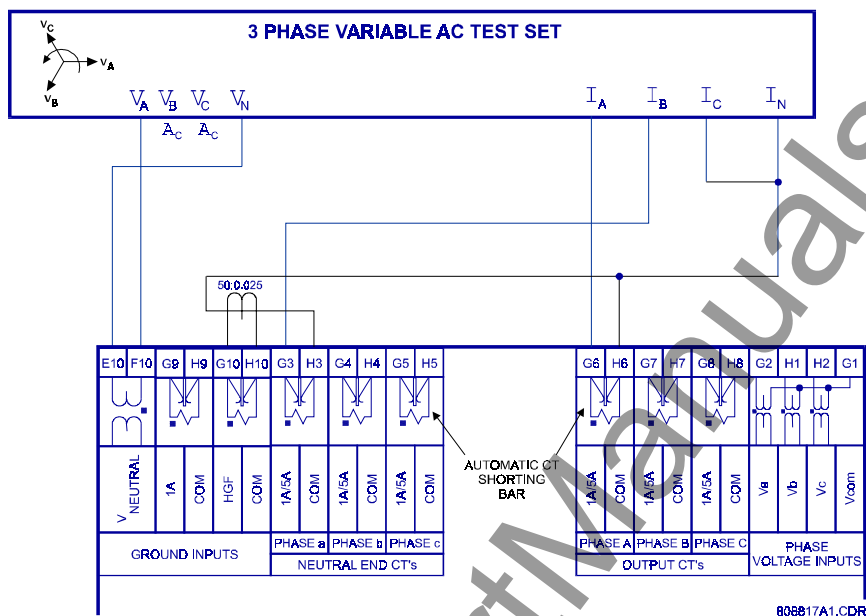 3 PHASE VARIABLE AC TEST SET
VC
VA
VB
VA VB VC VN
AC AC
IA IB IC IN
50:0.025
E10 F10 G9 H9 G10 H10 G3 H3 G4 H4 G5 H5
G6 H6 G7 H7 G8 H8 G2 H1 H2 G1
AUTOMATIC CT
SHORTING
BAR
V NEUTRAL 1A COM HGF COM 1A/5A COM 1A/5A COM 1A/5A COM
1A/5A COM 1A/5A COM 1A/5A COM Va Vb Vc Vcom
GROUND INPUTS
PHASE a PHASE b PHASE c
NEUTRAL END CT's
PHASE A PHASE B PHASE C
OUTPUT CT's
PHASE
VOLTAGE INPUTS
808817A1.CDR